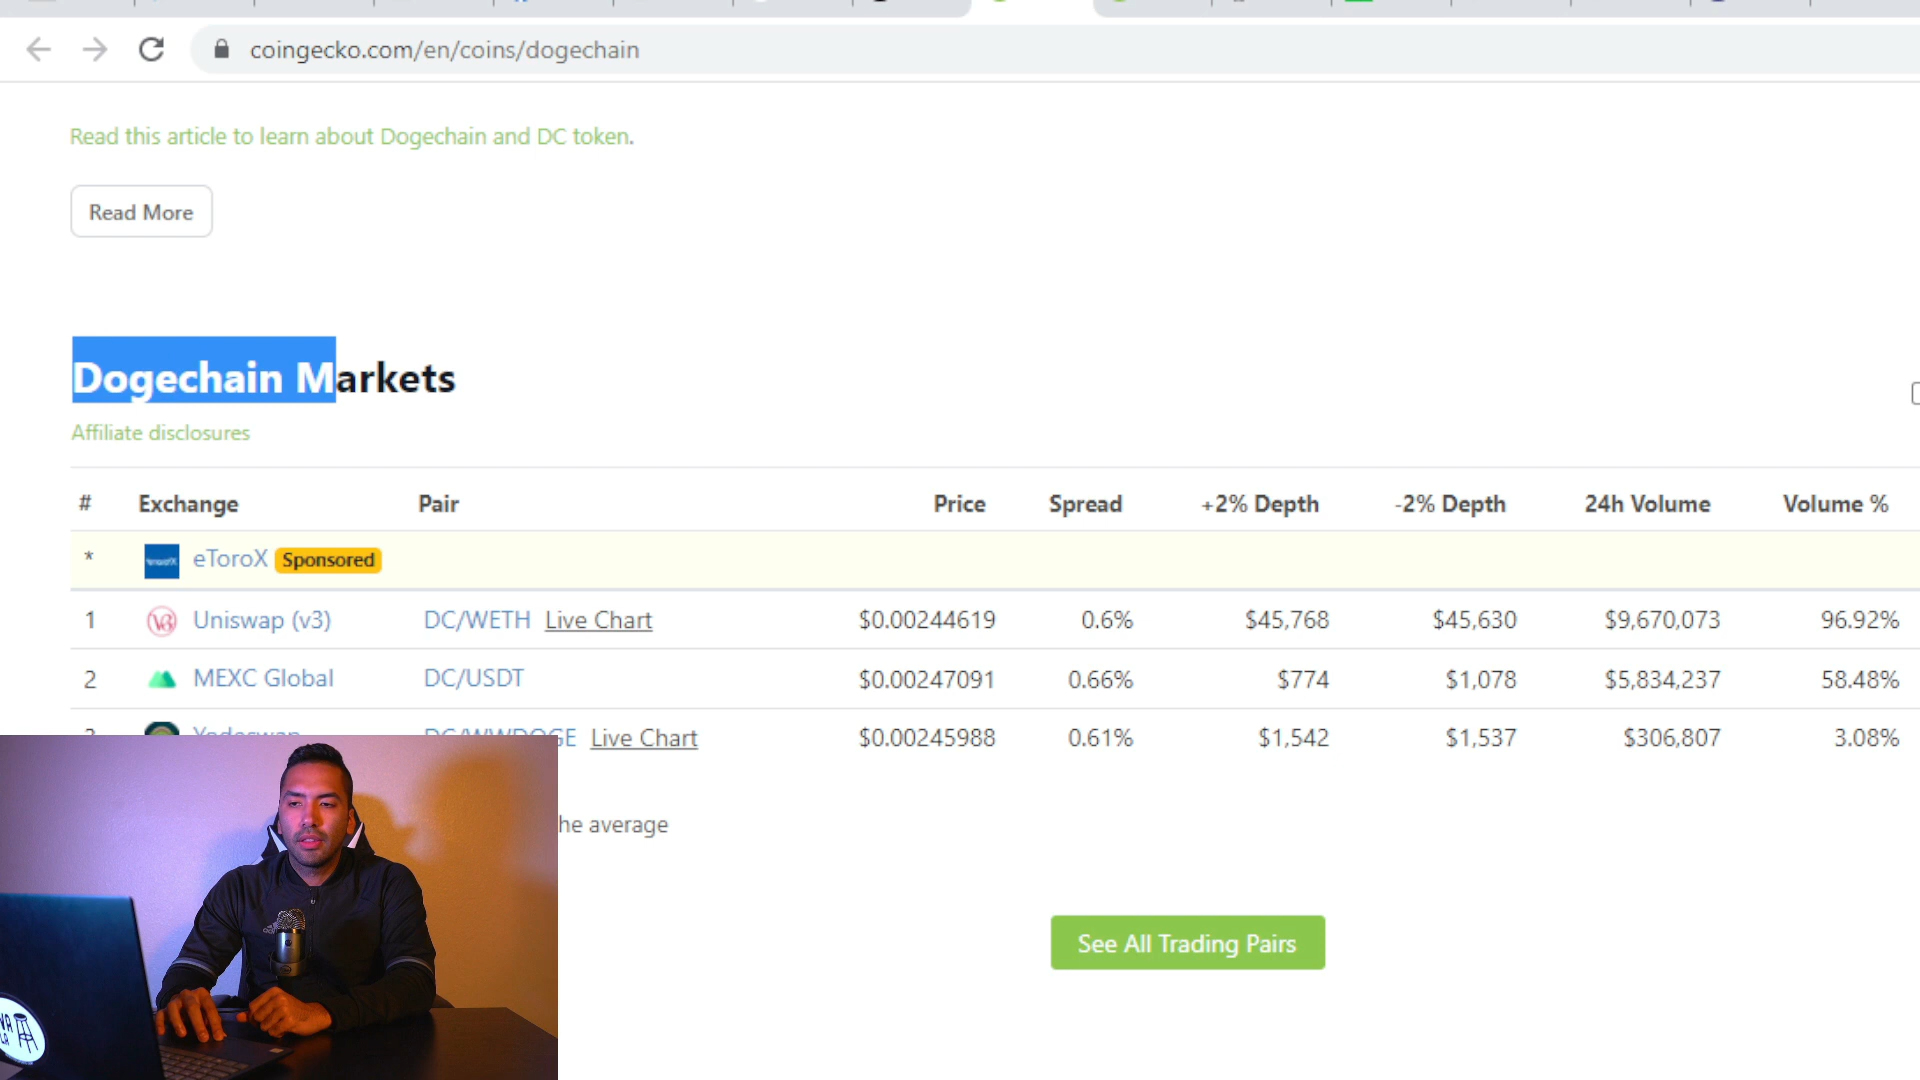 coingecko.com/en/coins/dogechain
Read this article to learn about Dogechain and DC token.
Read More
Dogechain Markets
Affiliate disclosures
# Exchange Pair Price Spread +2% Depth -2% Depth 24h Volume Volume %
* eToroX Sponsored
1 Uniswap (v3) DC/WETH Live Chart $0.00244619 0.6% $45,768 $45,630 $9,670,073 96.92%
2 MEXC Global DC/USDT $0.00247091 0.66% $774 $1,078 $5,834,237 58.48%
Live Chart $0.00245988 0.61% $1,542 $1,537 $306,807 3.08%
he average
See All Trading Pairs